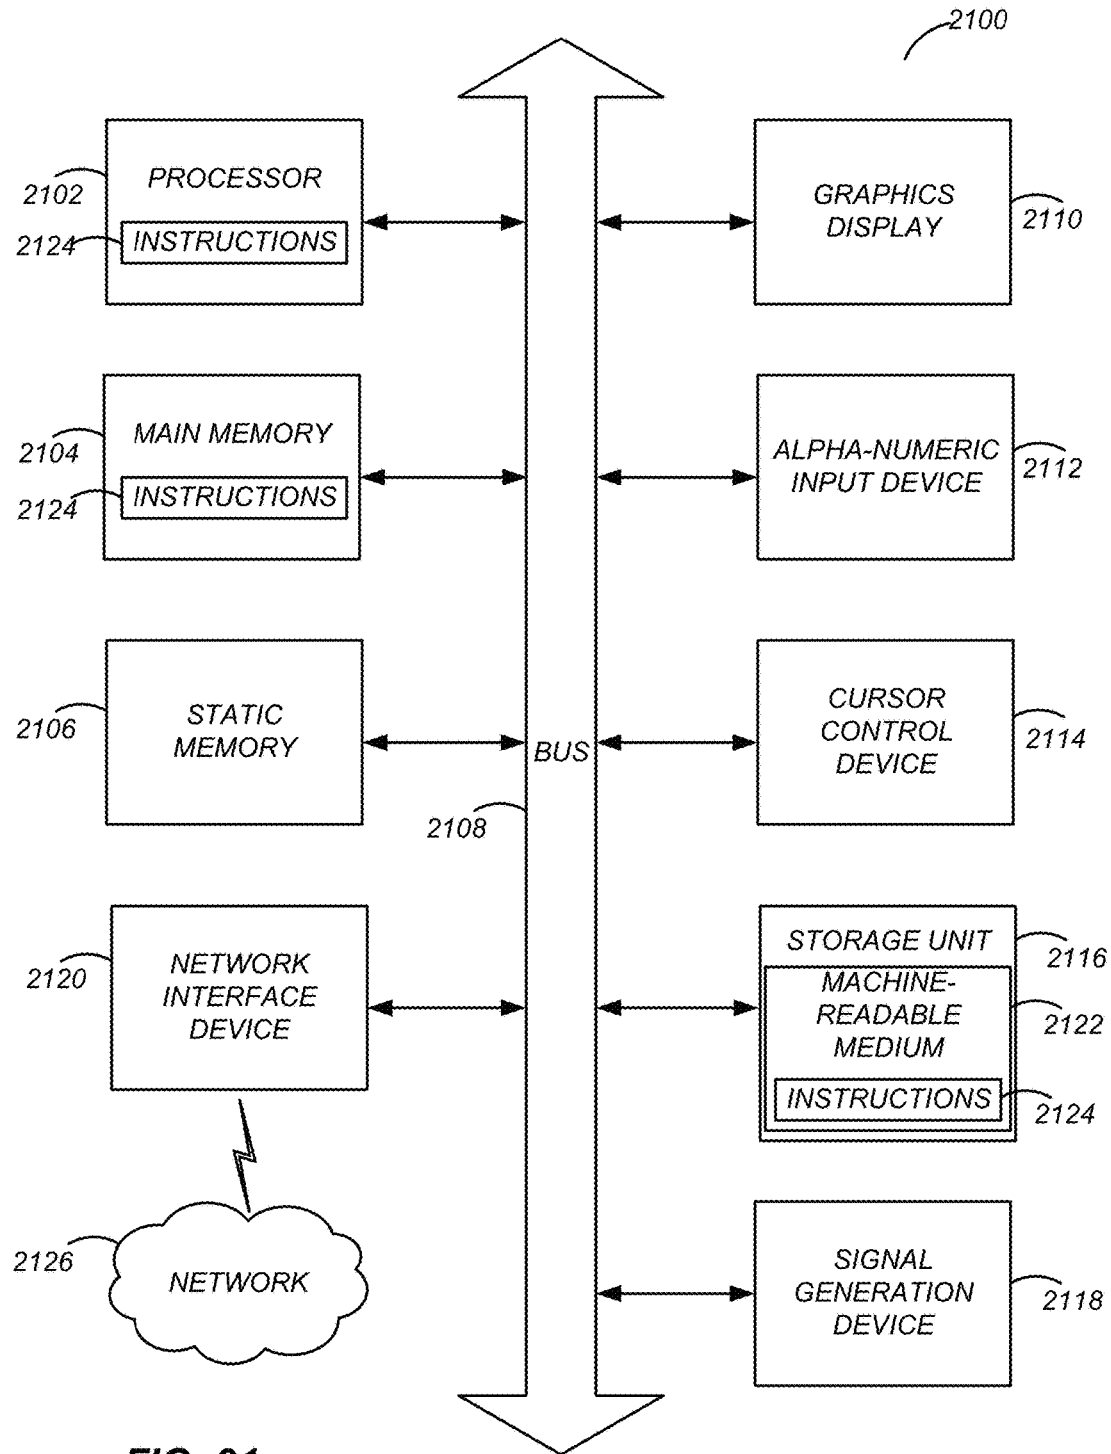 2100
PROCESSOR
2102
2124
INSTRUCTIONS
GRAPHICS
DISPLAY
2110
MAIN MEMORY
2104
2124
INSTRUCTIONS
ALPHA-NUMERIC
INPUT DEVICE
2112
STATIC
MEMORY
2106
BUS
2108
CURSOR
CONTROL
DEVICE
2114
NETWORK
INTERFACE
DEVICE
2120
STORAGE UNIT
2116
MACHINE-
READABLE
MEDIUM
2122
INSTRUCTIONS
2124
NETWORK
2126
SIGNAL
GENERATION
DEVICE
2118
FIG. 21